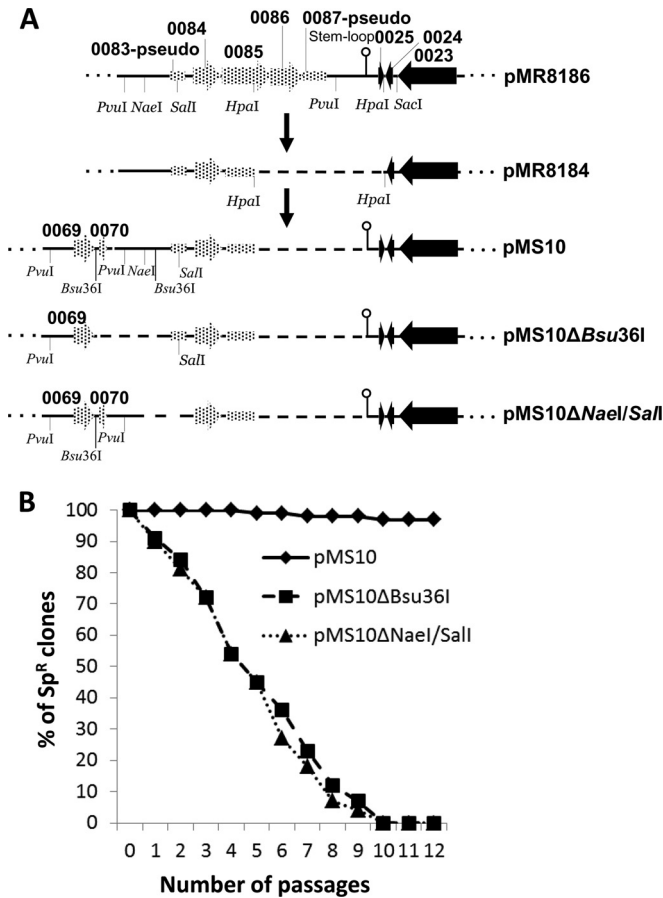 A
0083-pseudo 0084 0085 0086 0087-pseudo
Stem-loop 0025 0024 0023
pMR8186
PvuI NaeI SalI HpaI PvuI HpaI SacI
pMR8184
HpaI HpaI
0069 0070
pMS10
PvuI Bsu36I PvuI NaeI Bsu36I SalI
0069
pMS10ΔBsu36I
PvuI SalI
0069 0070
pMS10ΔNaeI/SalI
PvuI Bsu36I PvuI
B
100
90
80
70
60
50
40
30
20
10
0
% of SpR clones
pMS10
pMS10ΔBsu36I
pMS10ΔNaeI/SalI
0 1 2 3 4 5 6 7 8 9 10 11 12
Number of passages